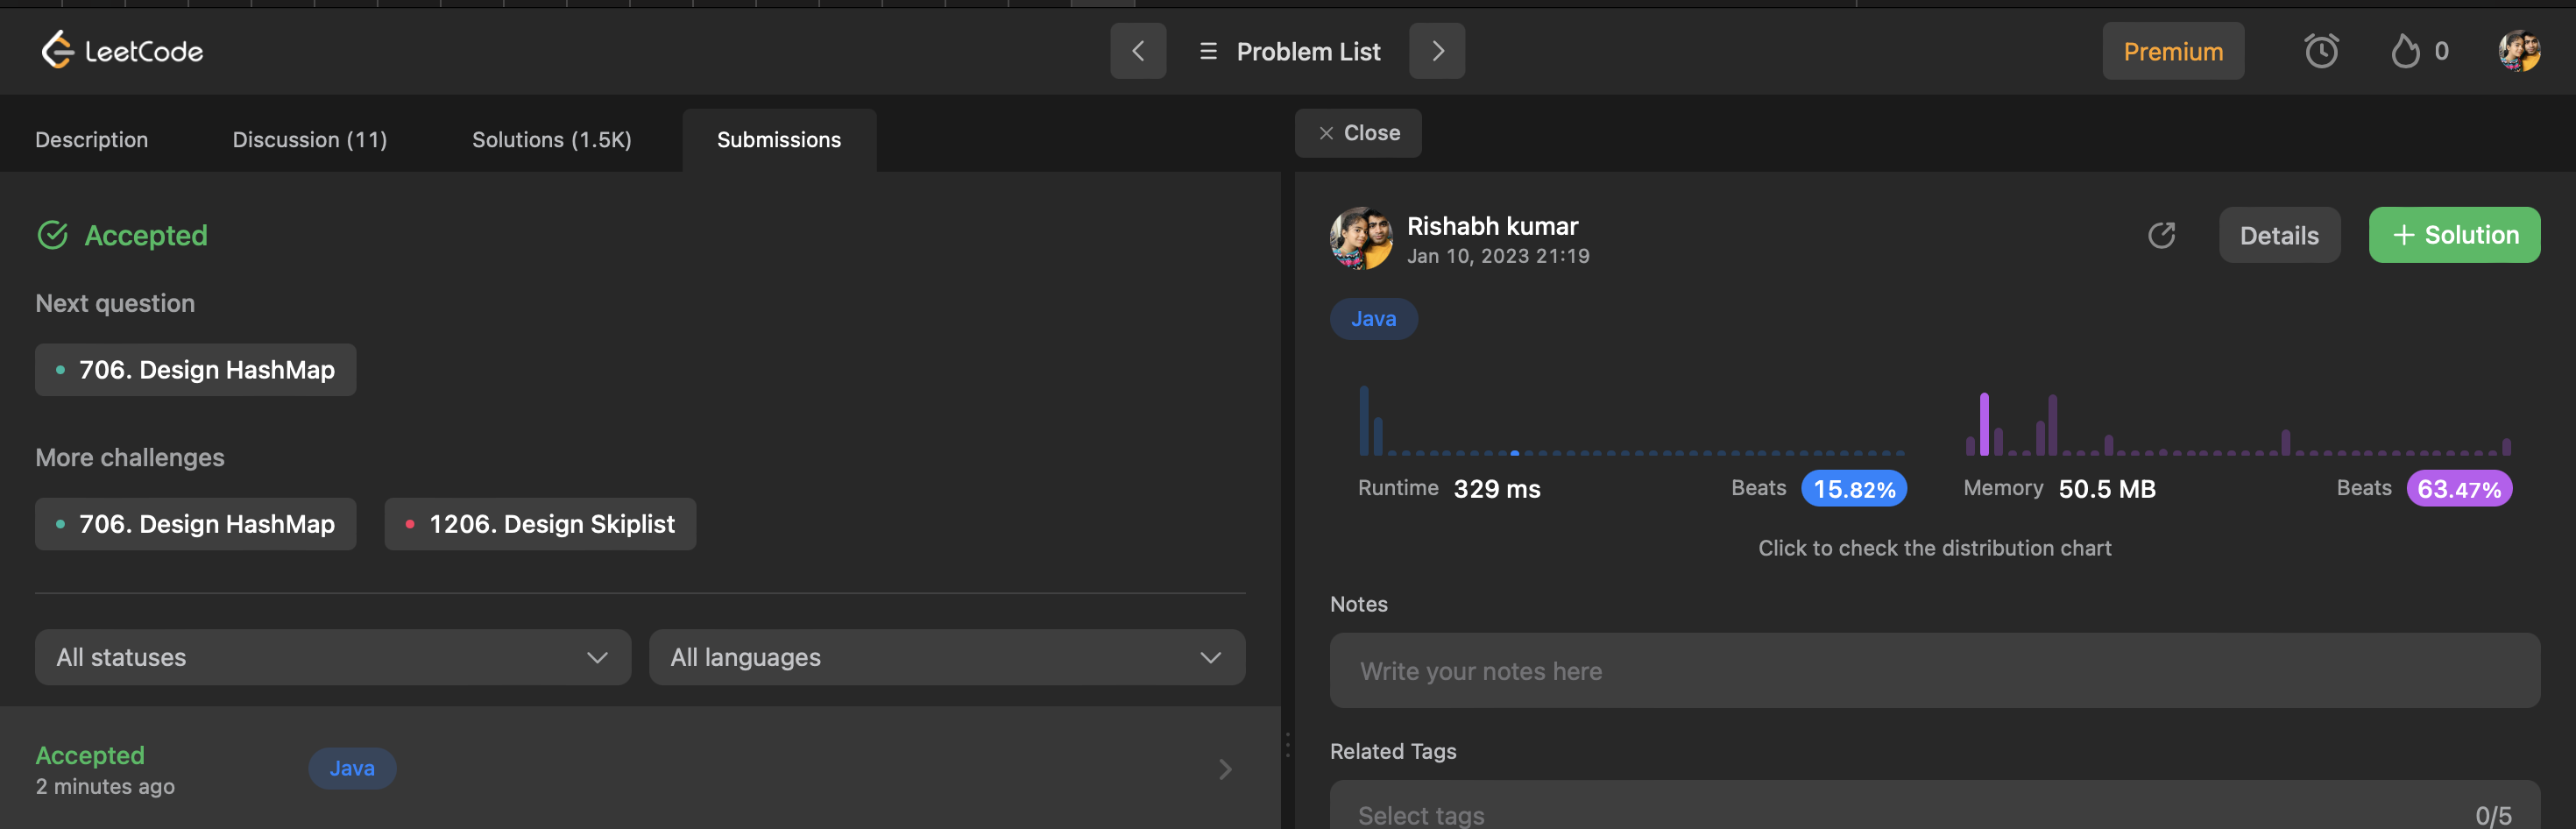 LeetCode
Problem List
Premium
0
Description
Discussion (11)
Solutions (1.5K)
Submissions
Close
Accepted
Next question
706. Design HashMap
More challenges
706. Design HashMap
1206. Design Skiplist
All statuses
All languages
Accepted
2 minutes ago
Java
Rishabh kumar
Jan 10, 2023 21:19
Details
+ Solution
Java
Runtime 329 ms
Beats 15.82%
Memory 50.5 MB
Beats 63.47%
Click to check the distribution chart
Notes
Write your notes here
Related Tags
Select tags
0/5